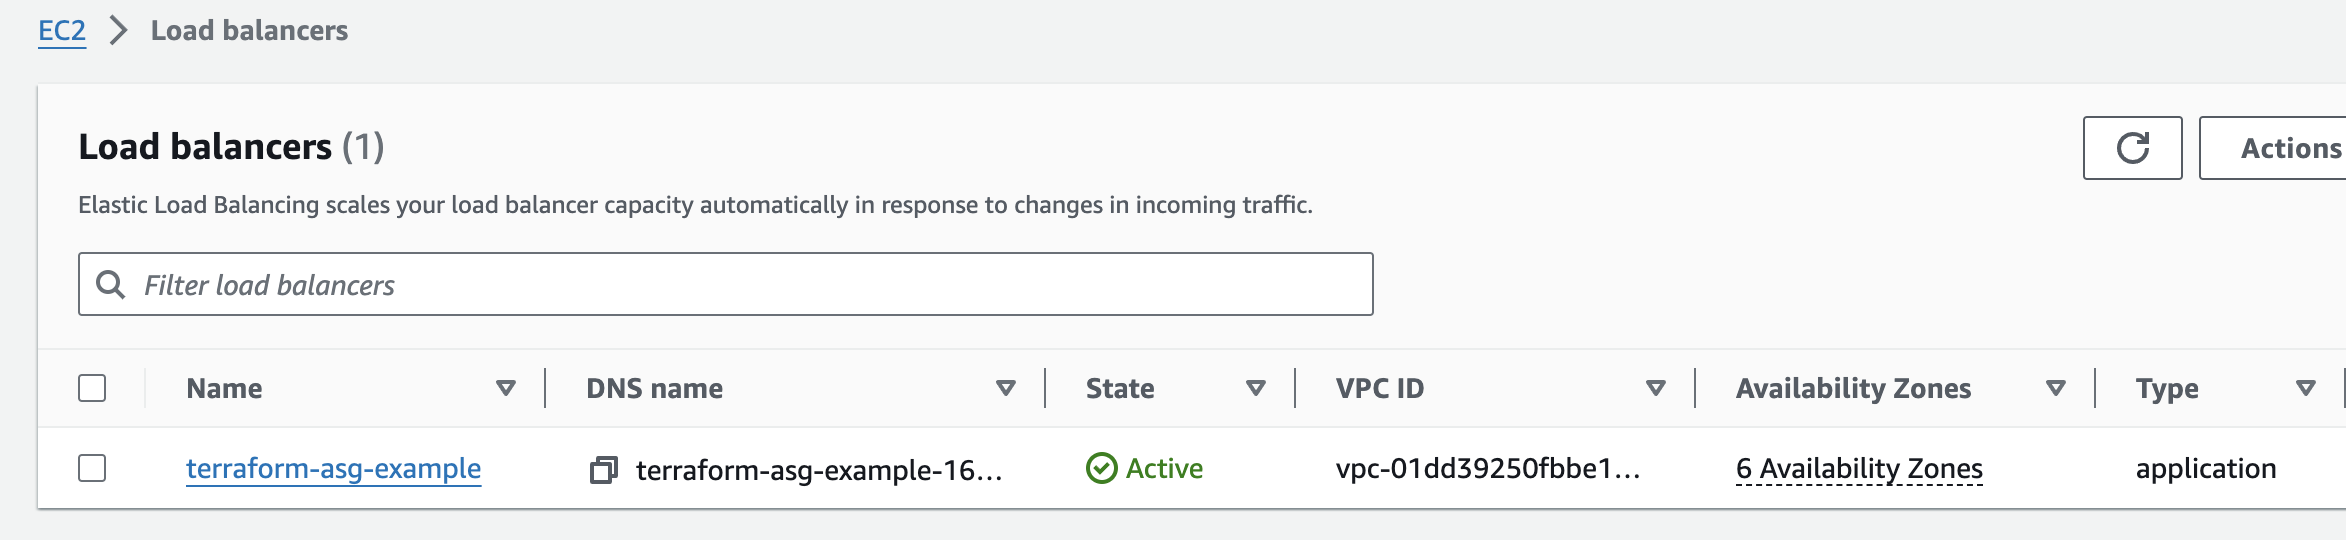 EC2 > Load balancers
Load balancers (1)
Actions
Elastic Load Balancing scales your load balancer capacity automatically in response to changes in incoming traffic.
Filter load balancers
Name DNS name State VPC ID Availability Zones Type
terraform-asg-example terraform-asg-example-16... Active vpc-01dd39250fbbe1... 6 Availability Zones application